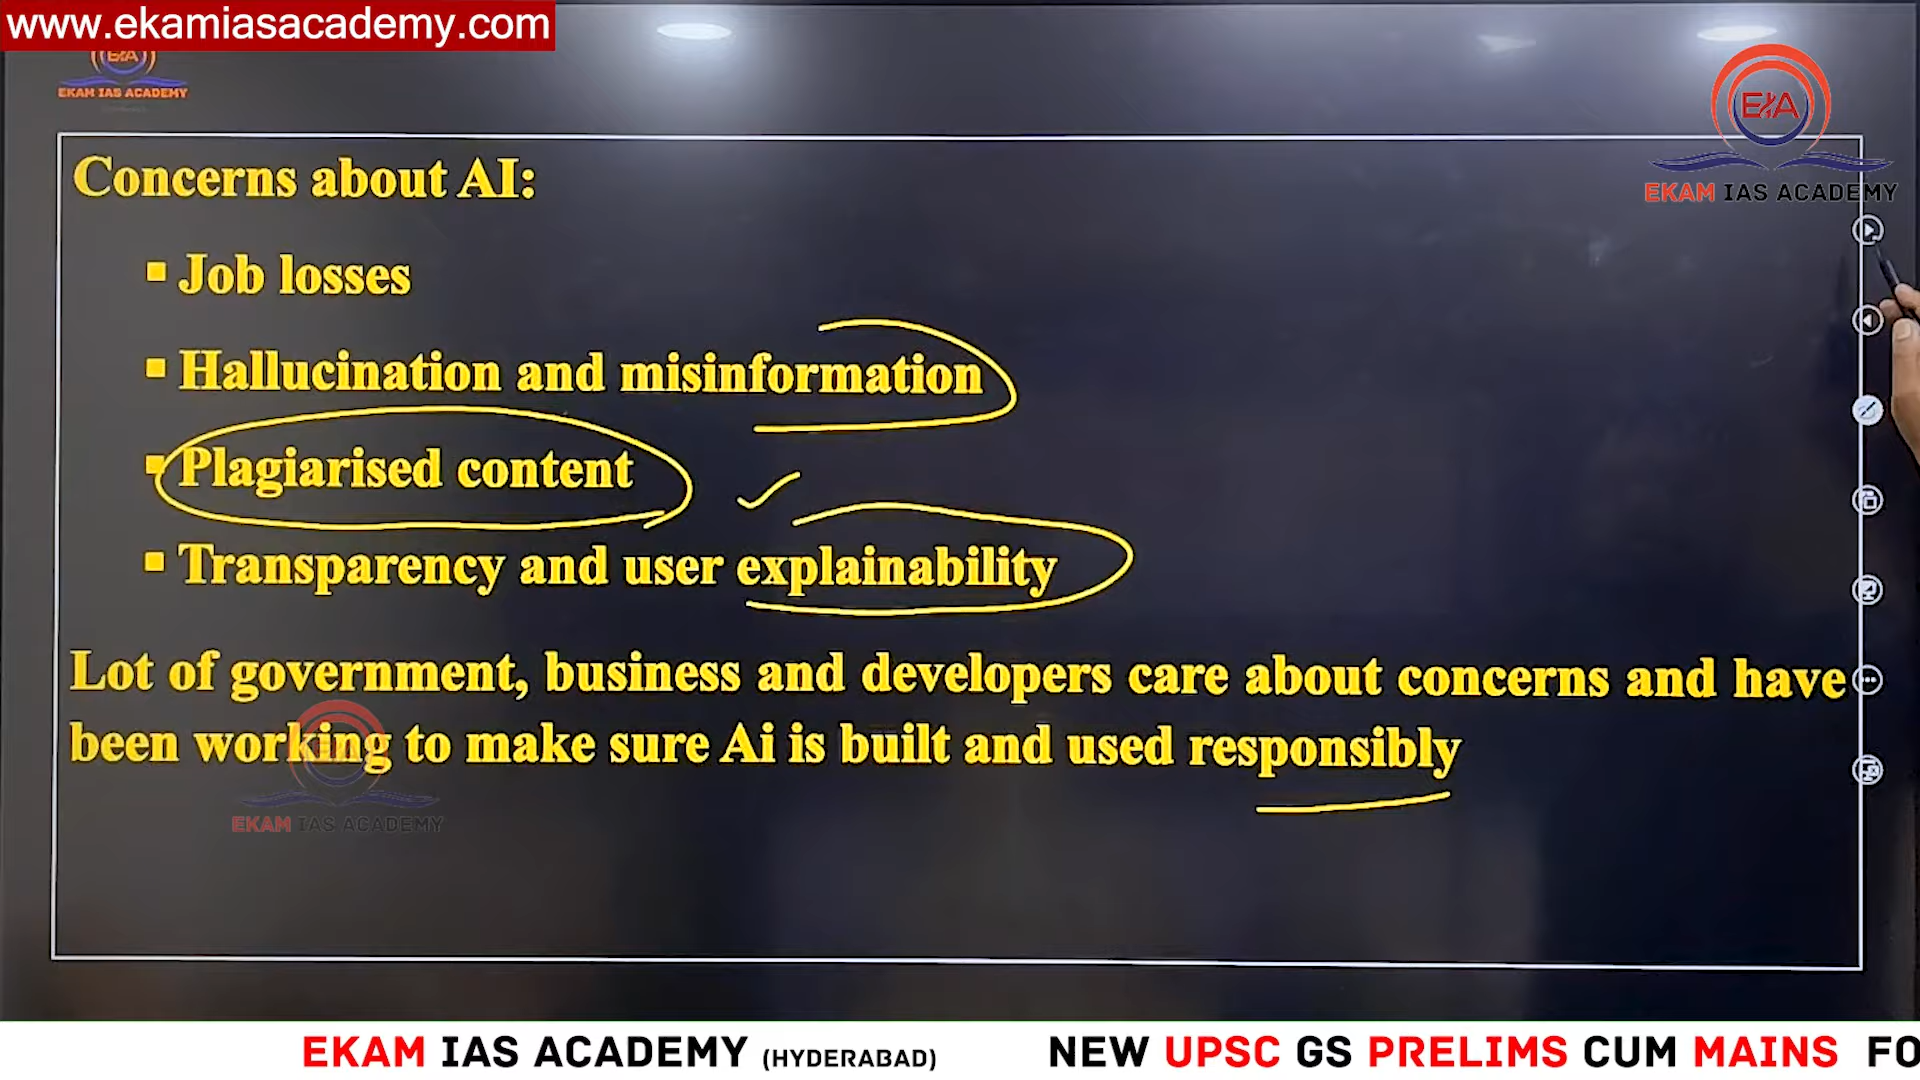 www.ekamiasacademy.com
EKAM IAS ACADEMY
EKAM IAS ACADEMY
Concerns about AI:
▪ Job losses
▪ Hallucination and misinformation
▪ Plagiarised content
▪ Transparency and user explainability
Lot of government, business and developers care about concerns and have
been working to make sure Ai is built and used responsibly
EKAM IAS ACADEMY
EKAM IAS ACADEMY (HYDERABAD) NEW UPSC GS PRELIMS CUM MAINS FO